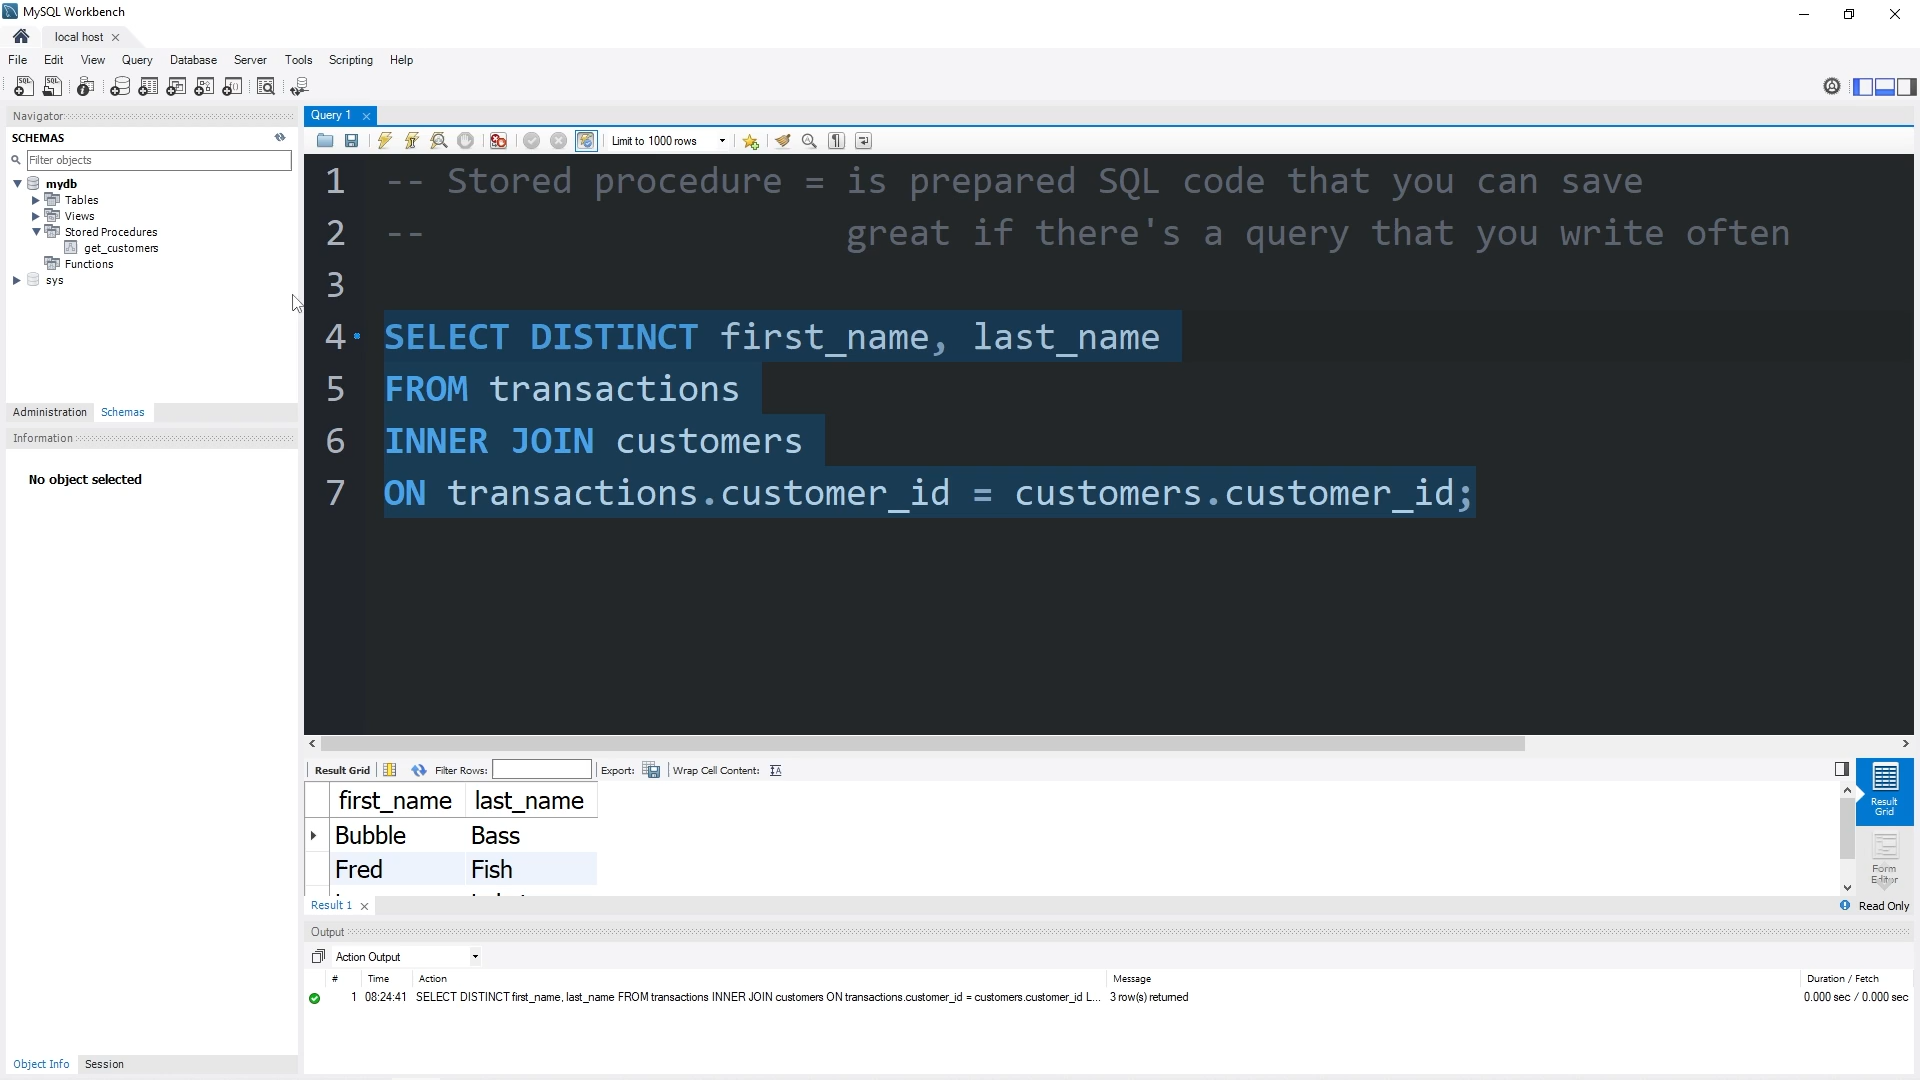 MySQL Workbench
local host
File Edit View Query Database Server Tools Scripting Help
Navigator
SCHEMAS
Filter objects
mydb
Tables
Views
Stored Procedures
get_customers
Functions
sys
Administration Schemas
Information
No object selected
Object Info Session
Query 1
Limit to 1000 rows
1 -- Stored procedure = is prepared SQL code that you can save
2 -- great if there's a query that you write often
3
4 SELECT DISTINCT first_name, last_name
5 FROM transactions
6 INNER JOIN customers
7 ON transactions.customer_id = customers.customer_id;
Result Grid Filter Rows: Export: Wrap Cell Content:
first_name last_name
Bubble Bass
Fred Fish
Result Grid
Form Editor
Result 1
Read Only
Output
Action Output
# Time Action Message Duration / Fetch
1 08:24:41 SELECT DISTINCT first_name, last_name FROM transactions INNER JOIN customers ON transactions.customer_id = customers.customer_id L... 3 row(s) returned 0.000 sec / 0.000 sec